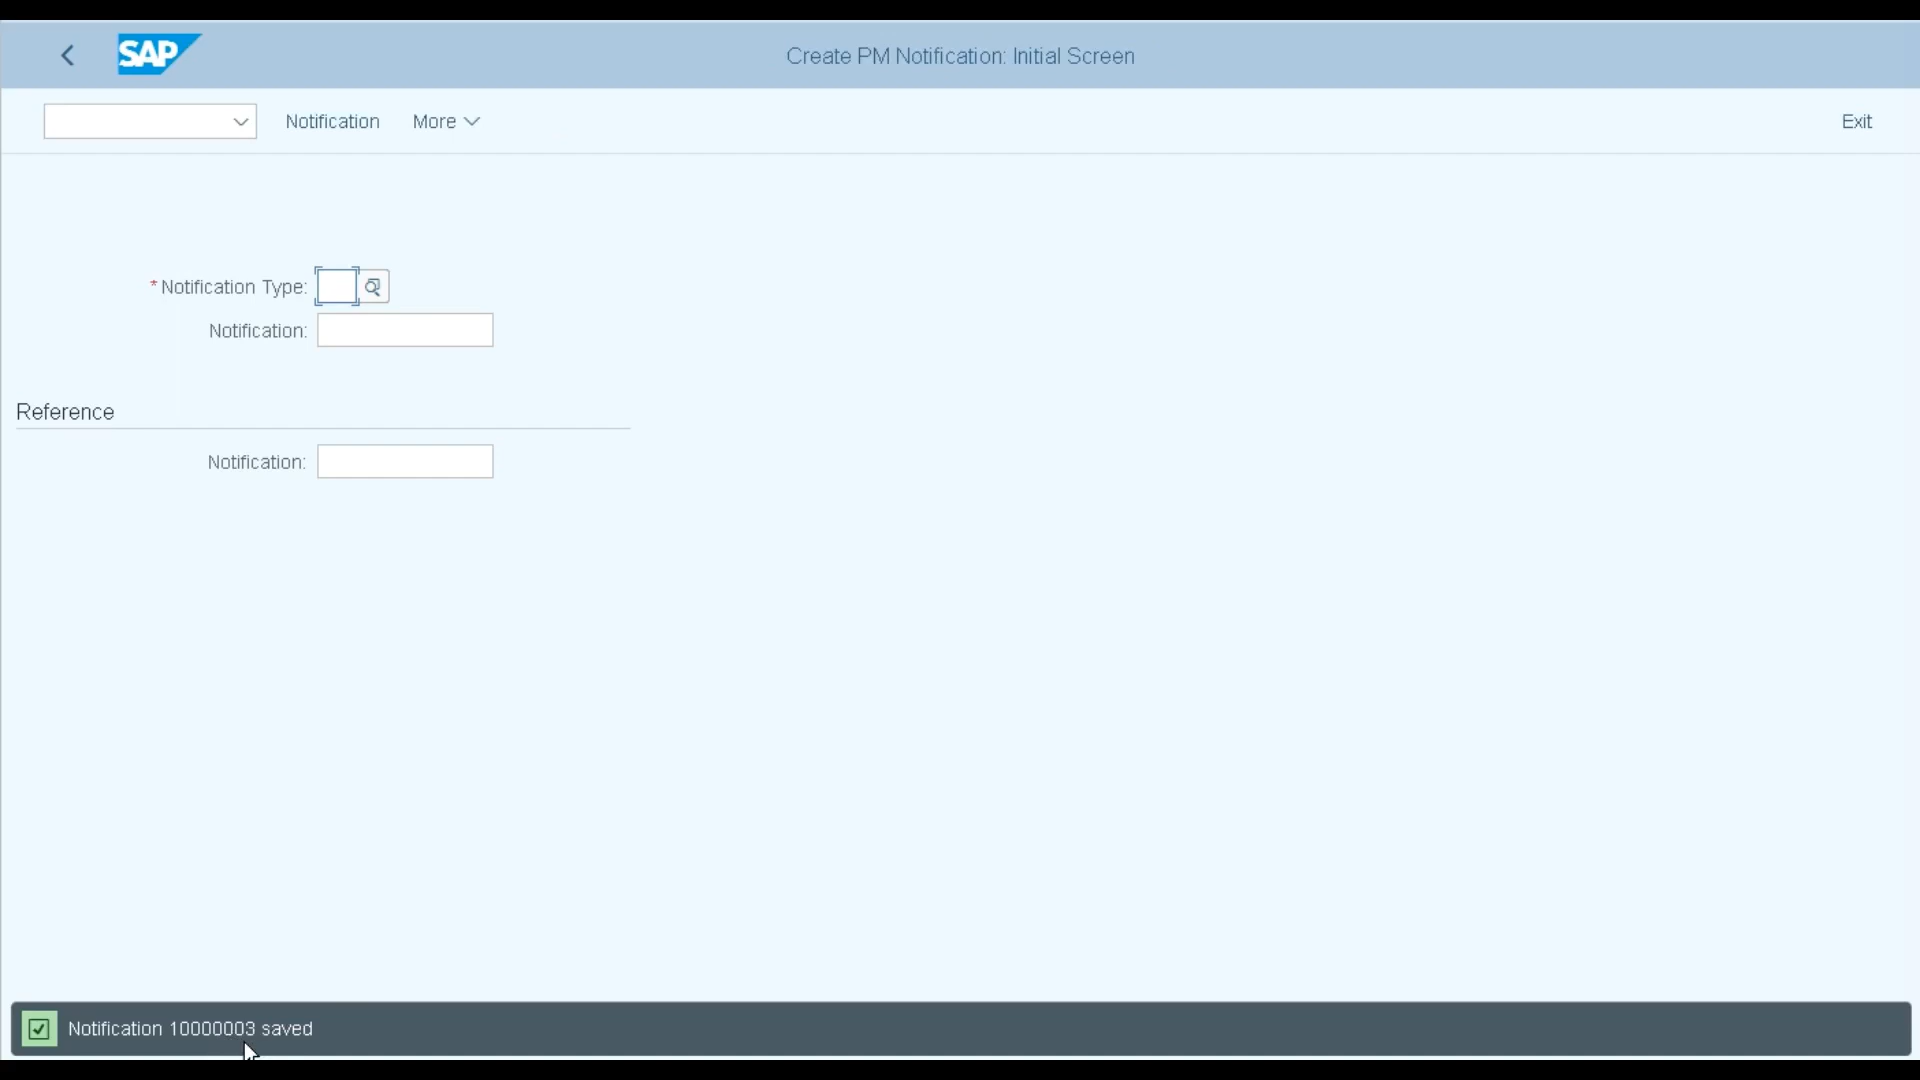 SAP
Create PM Notification: Initial Screen
Notification
More
Exit
* Notification Type:
Notification:
Reference
Notification:
Notification 10000003 saved